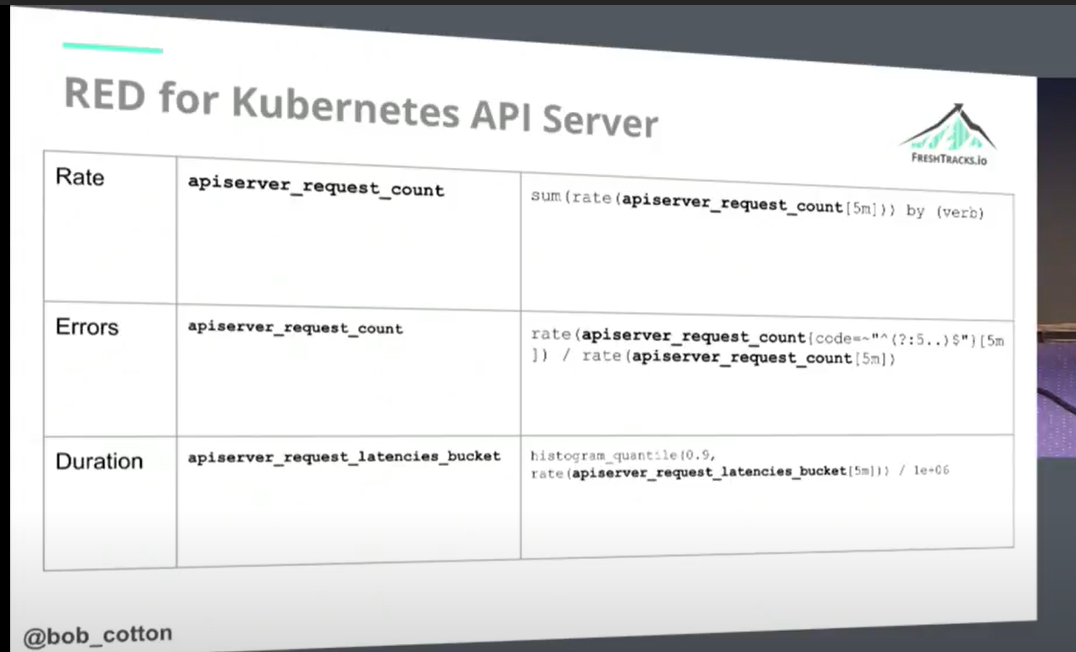 RED for Kubernetes API Server
FRESHTRACKS.io
Rate
apiserver_request_count
sum(rate(apiserver_request_count[5m])) by (verb)
Errors
apiserver_request_count
rate(apiserver_request_count{code=~"^(?:5..)$"}[5m
]) / rate(apiserver_request_count[5m])
Duration
apiserver_request_latencies_bucket
histogram_quantile(0.9,
rate(apiserver_request_latencies_bucket[5m])) / 1e+06
@bob_cotton